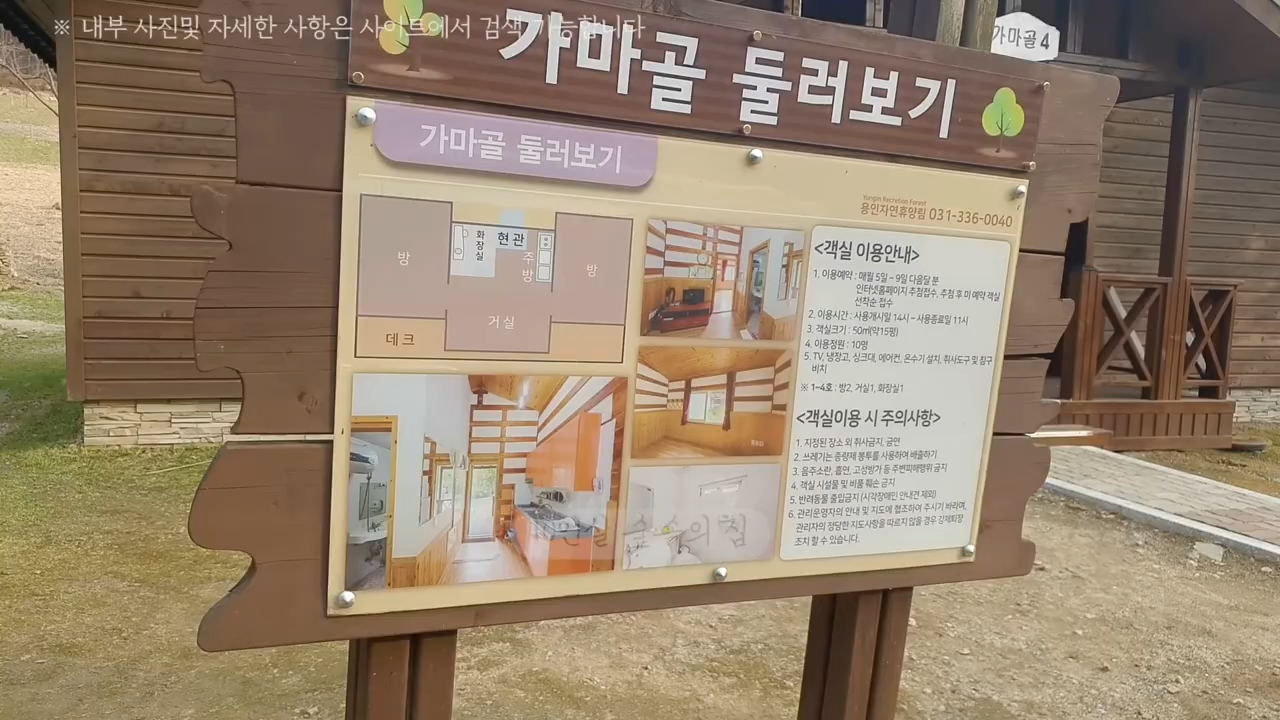 ※ 내부 사진및 자세한 사항은 사이트에서 검색 가능합니다
가마골 4
가마골 둘러보기
가마골 둘러보기
Yongin Recretion Forest
용인자연휴양림 031-336-0040
방
화장실
현관
주방
방
거실
데크
<객실 이용안내>
1. 이용예약 : 매월 5일 ~ 9일 다음달 분
인터넷홈페이지 추첨접수, 추첨 후 미 예약 객실
선착순 접수
2. 이용시간 : 사용개시일 14시 ~ 사용종료일 11시
3. 객실크기 : 50㎡(약15평)
4. 이용정원 : 10명
5. TV, 냉장고, 싱크대, 에어컨, 온수기 설치, 취사도구 및 침구
비치
※ 1~4호 : 방2, 거실1, 화장실1
<객실이용 시 주의사항>
1. 지정된 장소 외 취사금지, 금연
2. 쓰레기는 종량제 봉투를 사용하여 배출하기
3. 음주소란, 흡연, 고성방가 등 주변피해행위 금지
4. 객실 시설물 및 비품 훼손 금지
5. 반려동물 출입금지 (시각장애인 안내견 제외)
6. 관리운영자의 안내 및 지도에 협조하여 주시기 바라며,
관리자의 정당한 지도사항을 따르지 않을 경우 강제퇴장
조치 할 수 있습니다.